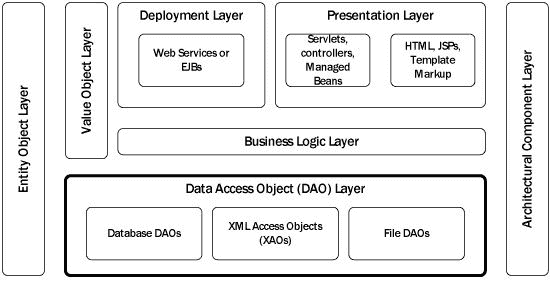 Entity Object Layer
Value Object Layer
Deployment Layer
Web Services or
EJBs
Presentation Layer
Servlets,
controllers,
Managed
Beans
HTML, JSPs,
Template
Markup
Business Logic Layer
Data Access Object (DAO) Layer
Database DAOs
XML Access Objects
(XAOs)
File DAOs
Architectural Component Layer